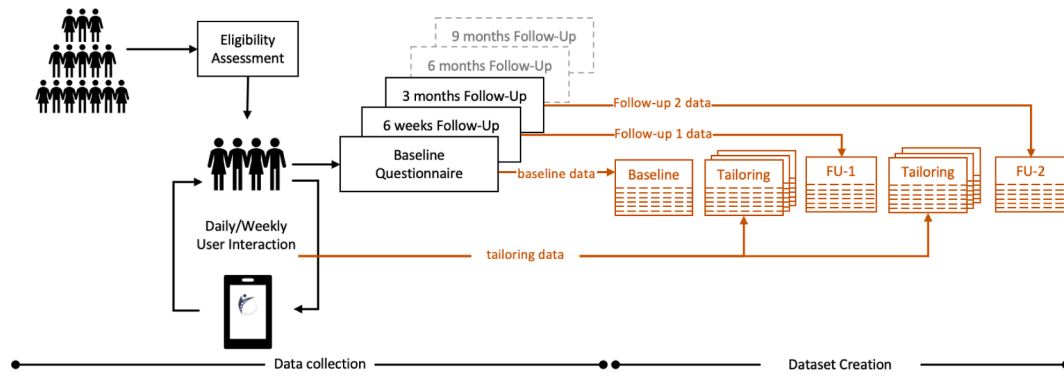 Eligibility
Assessment
9 months Follow-Up
6 months Follow-Up
3 months Follow-Up
6 weeks Follow-Up
Baseline
Questionnaire
Follow-up 2 data
Follow-up 1 data
baseline data
Baseline
Tailoring
FU-1
Tailoring
FU-2
Daily/Weekly
User Interaction
tailoring data
Data collection
Dataset Creation